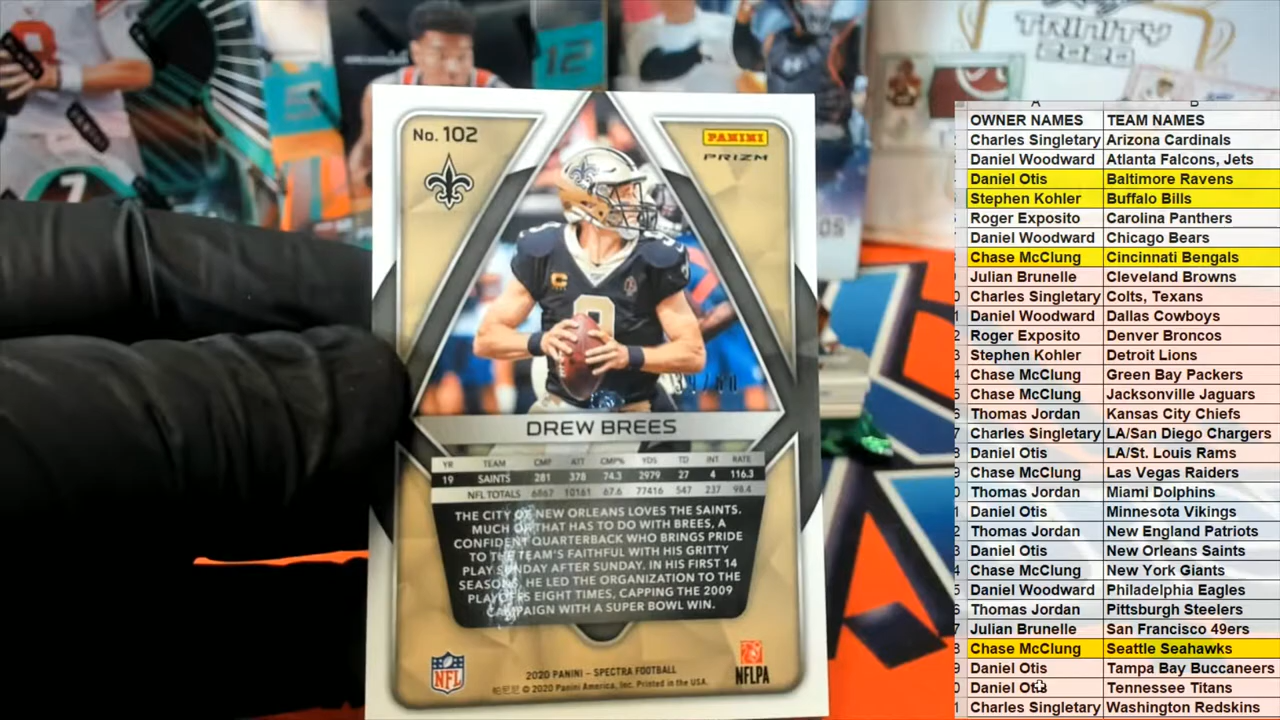 TRINITY
2020
12
7
No. 102
PANINI
PRIZM
DREW BREES
YR TEAM CMP ATT CMP% YDS TD INT RATE
19 SAINTS 281 378 74.3 2979 27 4 116.3
NFL TOTALS 6867 10161 67.6 77416 547 237 98.4
THE CITY OF NEW ORLEANS LOVES THE SAINTS.
MUCH OF THAT HAS TO DO WITH BREES, A
CONFIDENT QUARTERBACK WHO BRINGS PRIDE
TO THE TEAM'S FAITHFUL WITH HIS GRITTY
PLAY SUNDAY AFTER SUNDAY. IN HIS FIRST 14
SEASONS, HE LED THE ORGANIZATION TO THE
PLAYOFFS EIGHT TIMES, CAPPING THE 2009
CAMPAIGN WITH A SUPER BOWL WIN.
2020 PANINI – SPECTRA FOOTBALL
© 2020 Panini America, Inc. Printed in the USA.
NFL
NFLPA
A B
OWNER NAMES TEAM NAMES
Charles Singletary Arizona Cardinals
Daniel Woodward Atlanta Falcons, Jets
Daniel Otis Baltimore Ravens
Stephen Kohler Buffalo Bills
Roger Exposito Carolina Panthers
Daniel Woodward Chicago Bears
Chase McClung Cincinnati Bengals
Julian Brunelle Cleveland Browns
Charles Singletary Colts, Texans
Daniel Woodward Dallas Cowboys
Roger Exposito Denver Broncos
Stephen Kohler Detroit Lions
Chase McClung Green Bay Packers
Chase McClung Jacksonville Jaguars
Thomas Jordan Kansas City Chiefs
Charles Singletary LA/San Diego Chargers
Daniel Otis LA/St. Louis Rams
Chase McClung Las Vegas Raiders
Thomas Jordan Miami Dolphins
Daniel Otis Minnesota Vikings
Thomas Jordan New England Patriots
Daniel Otis New Orleans Saints
Chase McClung New York Giants
Daniel Woodward Philadelphia Eagles
Thomas Jordan Pittsburgh Steelers
Julian Brunelle San Francisco 49ers
Chase McClung Seattle Seahawks
Daniel Otis Tampa Bay Buccaneers
Daniel Otis Tennessee Titans
Charles Singletary Washington Redskins